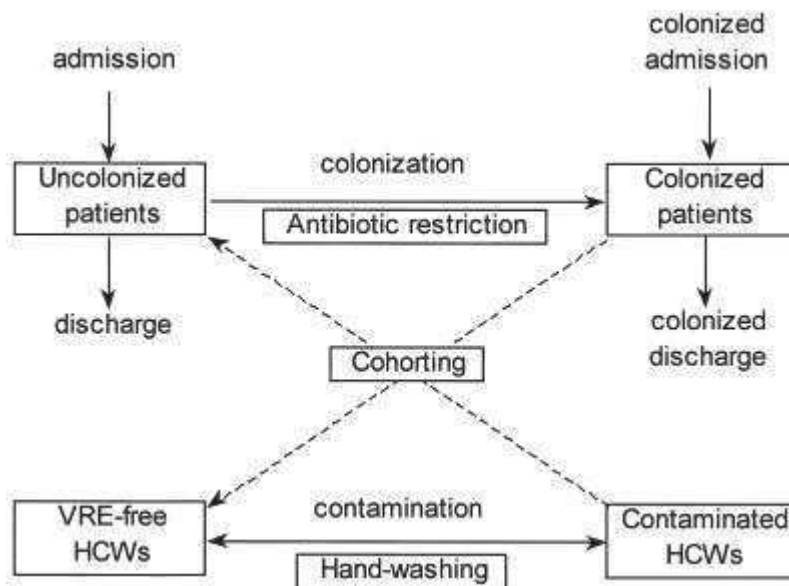 admission
colonized
admission
Uncolonized
patients
colonization
Antibiotic restriction
Colonized
patients
discharge
colonized
discharge
Cohorting
VRE-free
HCWs
contamination
Hand-washing
Contaminated
HCWs